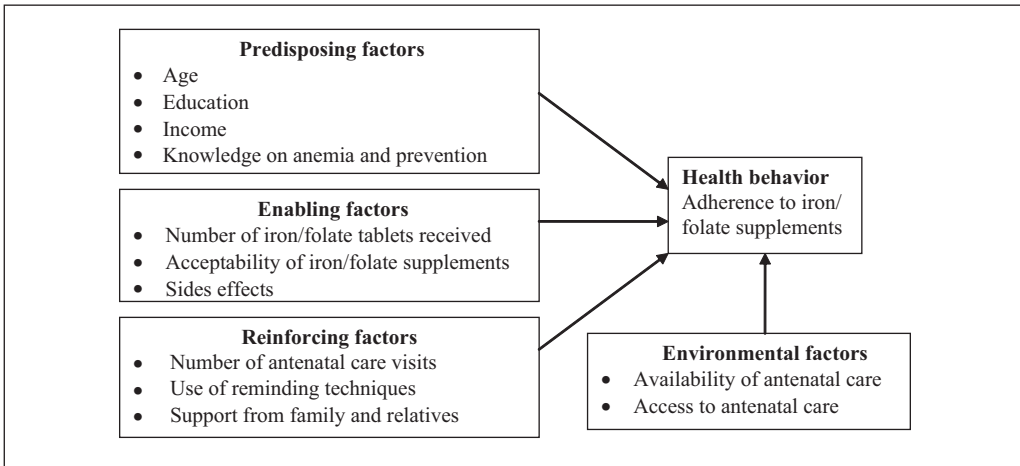 Predisposing factors
• Age
• Education
• Income
• Knowledge on anemia and prevention
Enabling factors
• Number of iron/folate tablets received
• Acceptability of iron/folate supplements
• Sides effects
Reinforcing factors
• Number of antenatal care visits
• Use of reminding techniques
• Support from family and relatives
Health behavior
Adherence to iron/
folate supplements
Environmental factors
• Availability of antenatal care
• Access to antenatal care